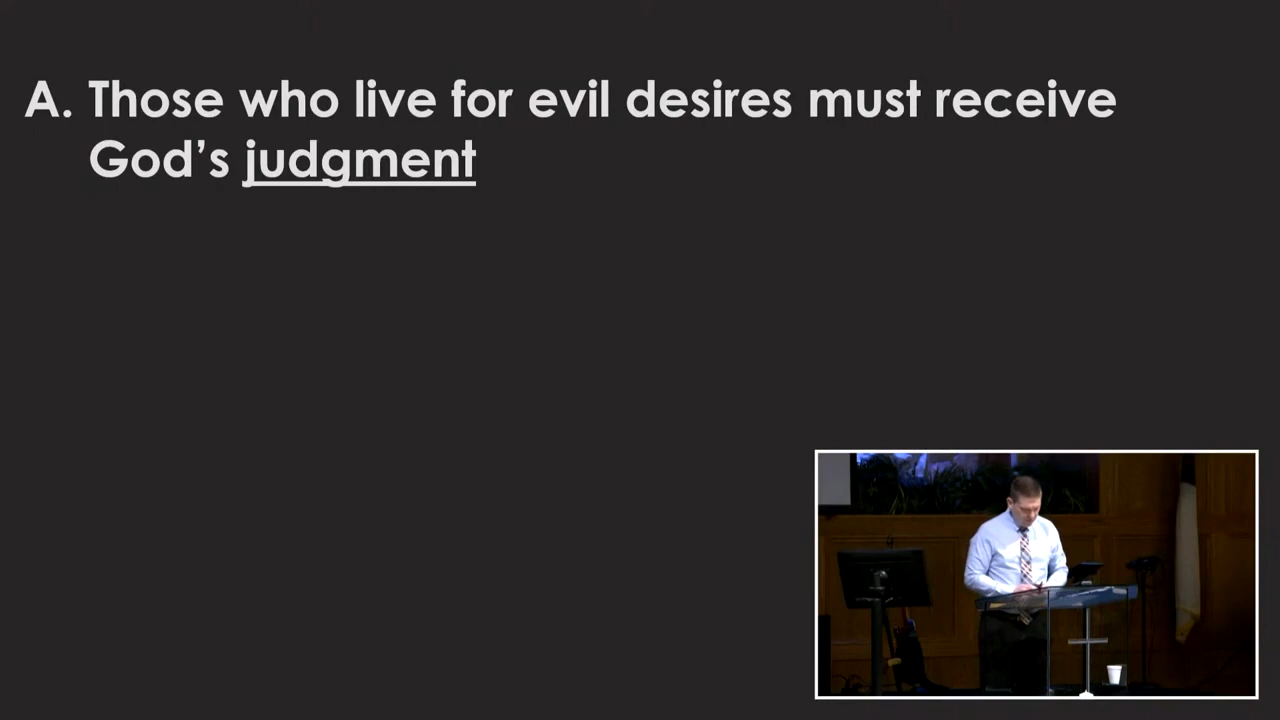 A. Those who live for evil desires must receive
God’s judgment